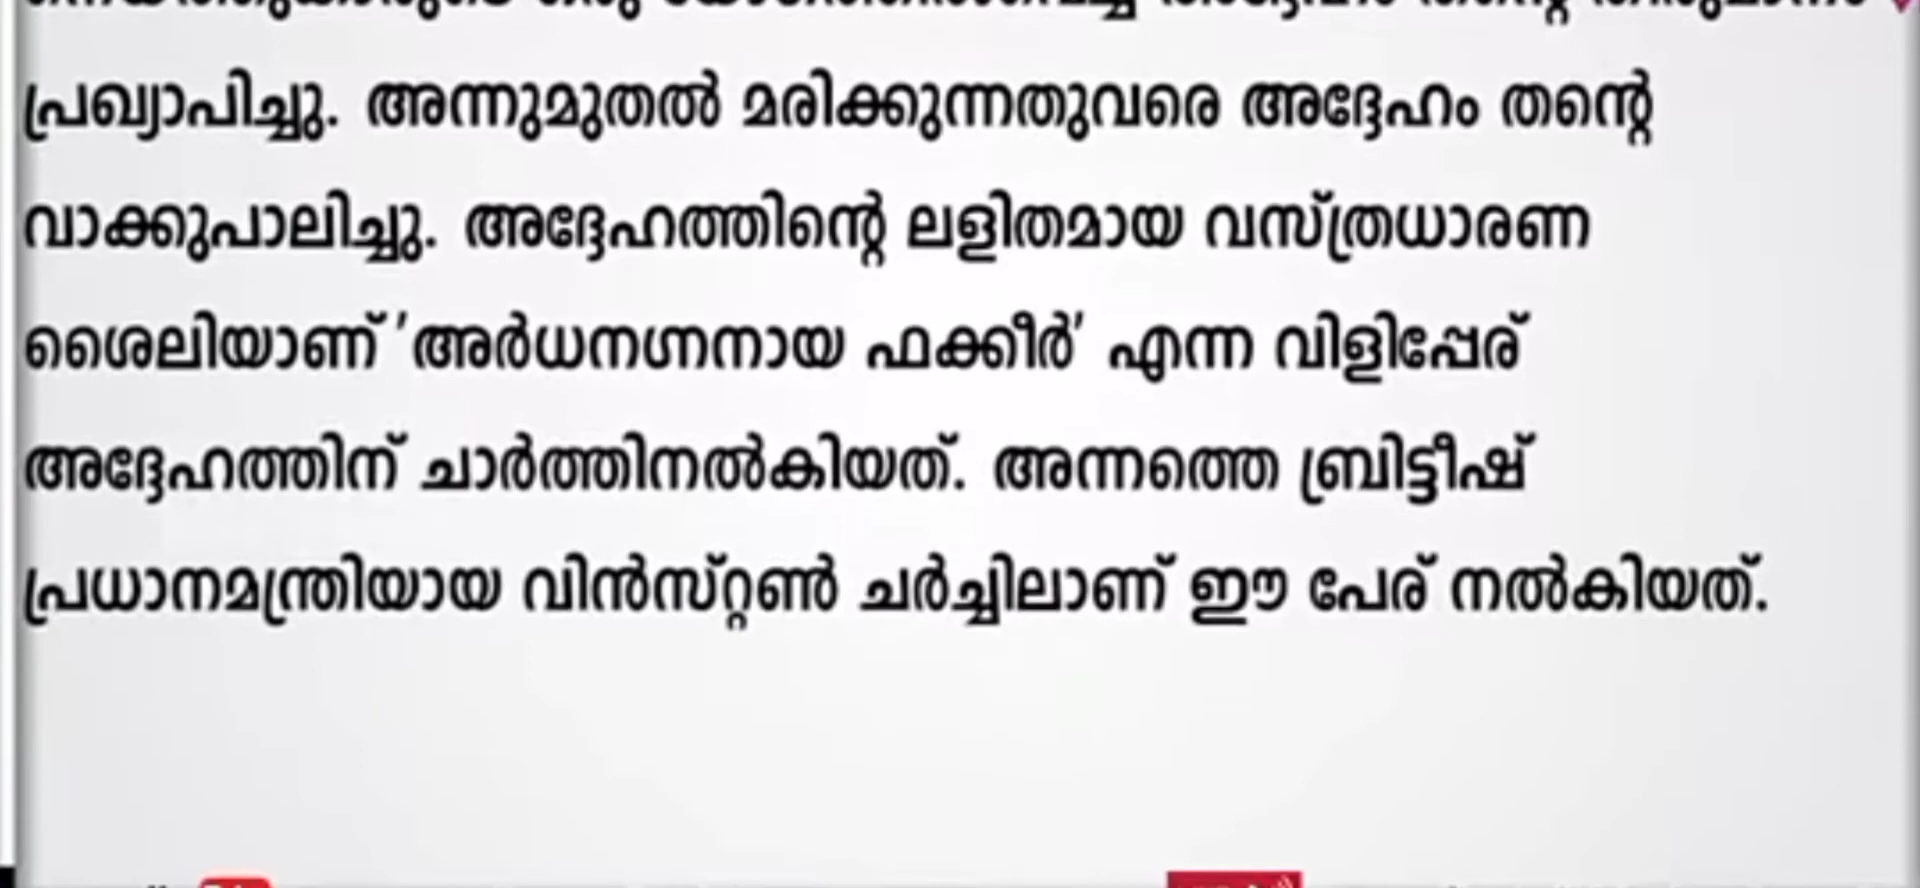 പ്രഖ്യാപിച്ചു. അന്നുമുതൽ മരിക്കുന്നതുവരെ അദ്ദേഹം തന്റെ
വാക്കുപാലിച്ചു. അദ്ദേഹത്തിന്റെ ലളിതമായ വസ്ത്രധാരണ
ശൈലിയാണ് 'അർധനഗ്നനായ ഫക്കീർ' എന്ന വിളിപ്പേര്
അദ്ദേഹത്തിന് ചാർത്തിനൽകിയത്. അന്നത്തെ ബ്രിട്ടീഷ്
പ്രധാനമന്ത്രിയായ വിൻസ്റ്റൺ ചർച്ചിലാണ് ഈ പേര് നൽകിയത്.